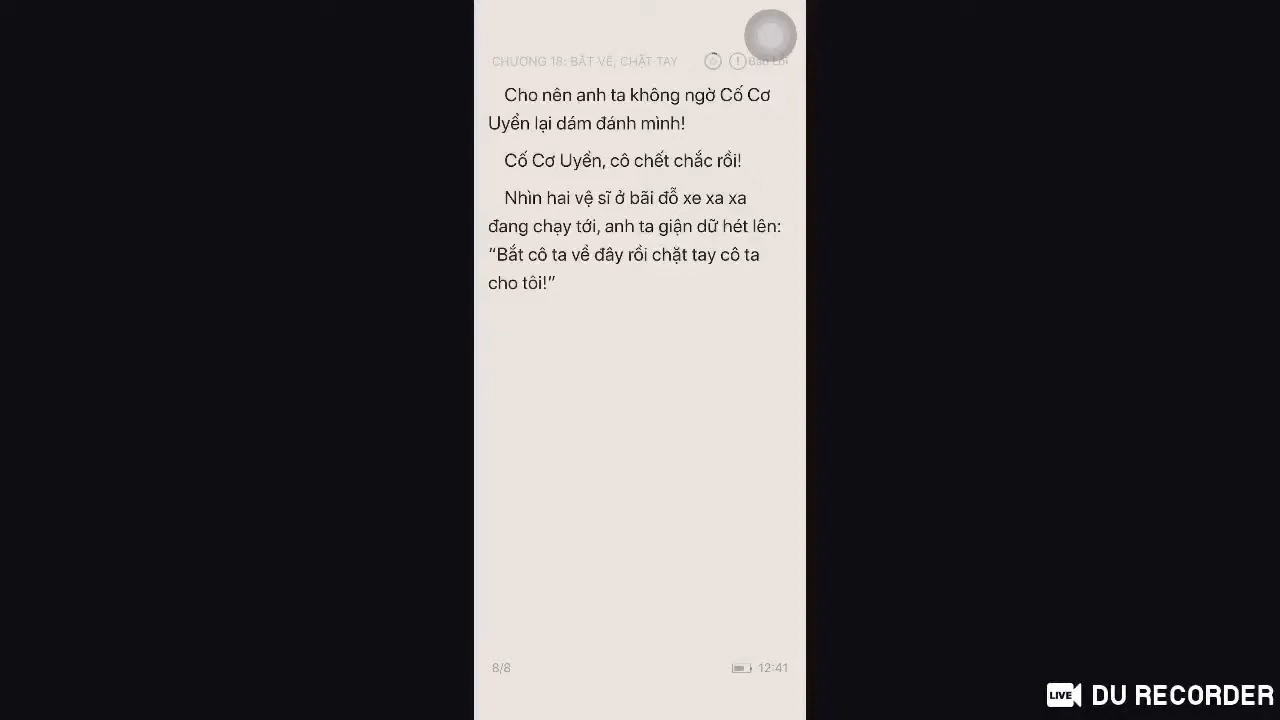 CHƯƠNG 18: BẮT VỀ, CHẶT TAY
Cho nên anh ta không ngờ Cố Cơ
Uyển lại dám đánh mình!
Cố Cơ Uyển, cô chết chắc rồi!
Nhìn hai vệ sĩ ở bãi đỗ xe xa xa
đang chạy tới, anh ta giận dữ hét lên:
“Bắt cô ta về đây rồi chặt tay cô ta
cho tôi!”
8/8 12:41
LIVE DU RECORDER